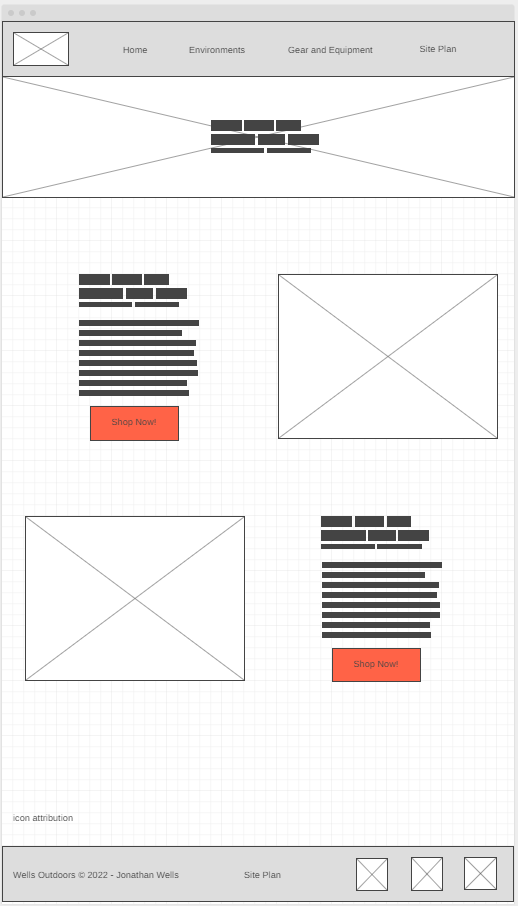 Home Environments Gear and Equipment Site Plan
Shop Now!
Shop Now!
icon attribution
Wells Outdoors © 2022 - Jonathan Wells Site Plan